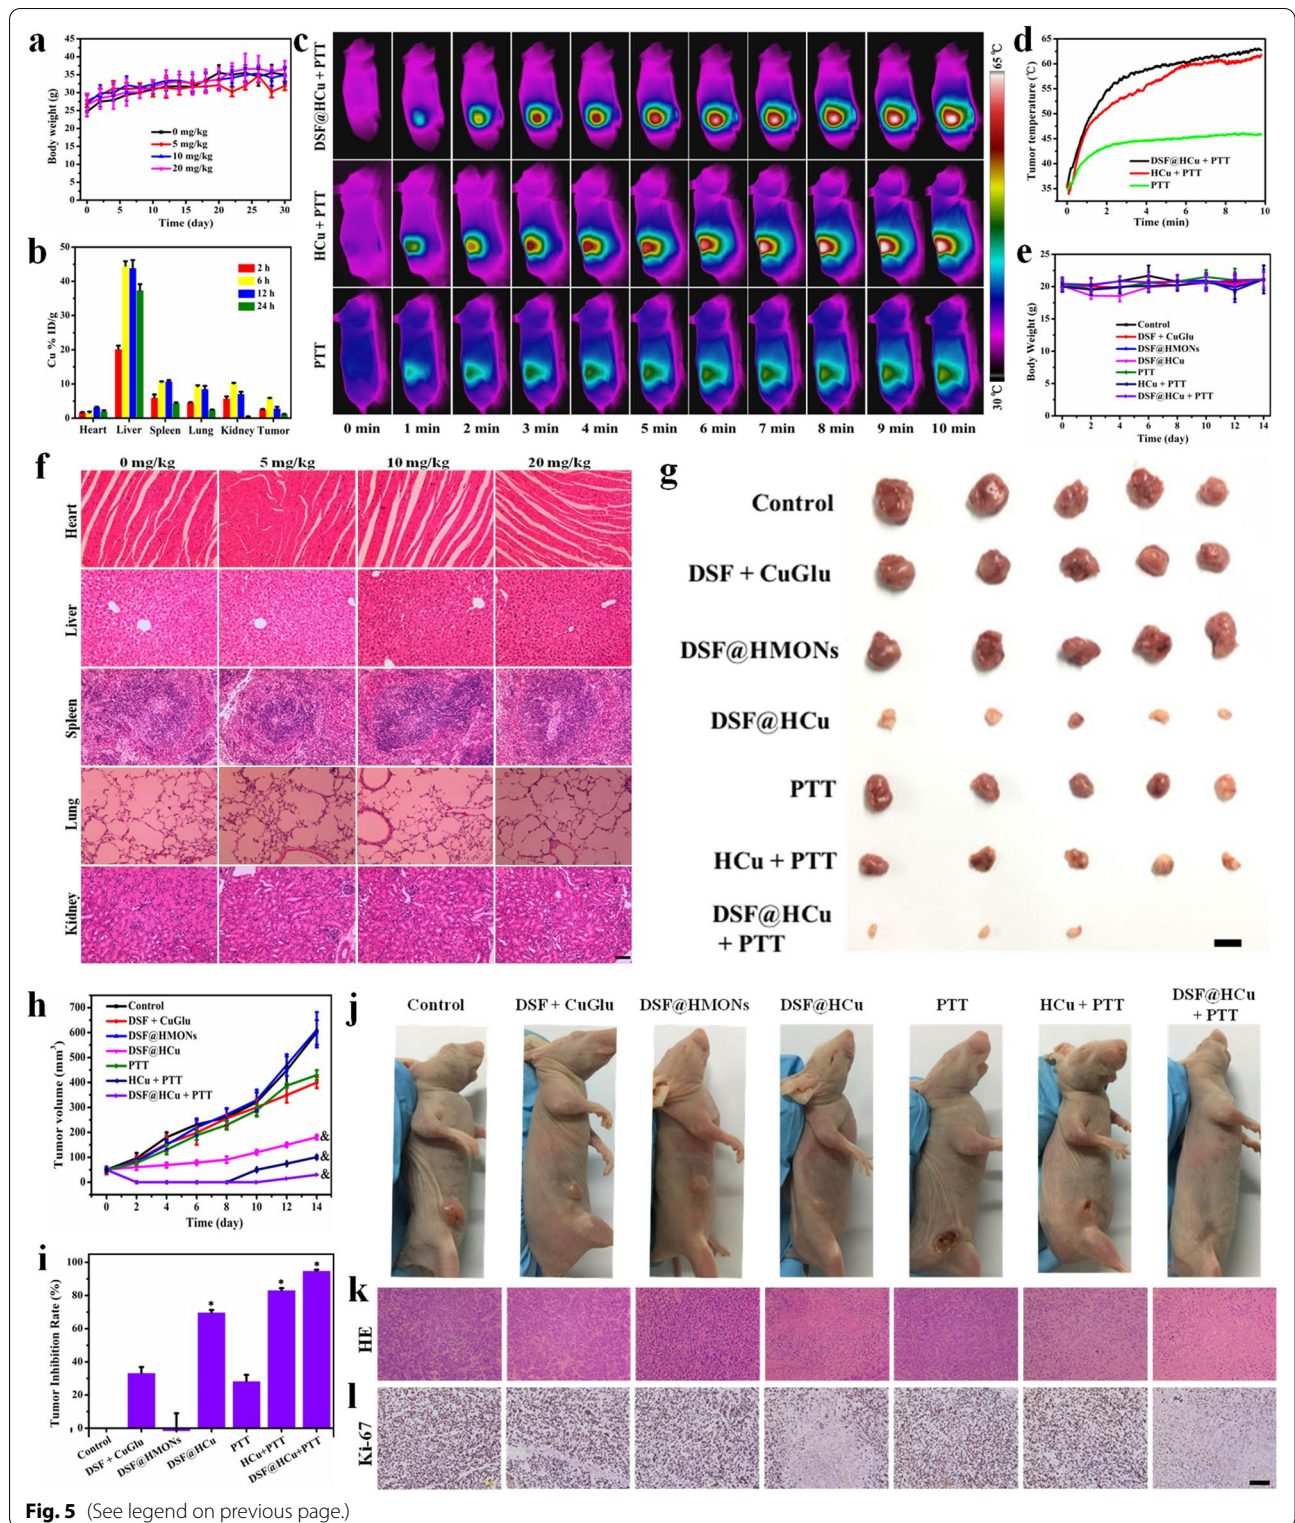 a
Body weight (g)
45
40
35
30
25
20
15
10
5
0
0 mg/kg
5 mg/kg
10 mg/kg
20 mg/kg
0 5 10 15 20 25 30
Time (day)
b
Cu % ID/g
50
40
30
20
10
0
2 h
6 h
12 h
24 h
Heart Liver Spleen Lung Kidney Tumor
c
DSF@HCu + PTT
HCu + PTT
PTT
65 °C
30 °C
0 min 1 min 2 min 3 min 4 min 5 min 6 min 7 min 8 min 9 min 10 min
d
Tumor temperature (°C)
65
60
55
50
45
40
35
DSF@HCu + PTT
HCu + PTT
PTT
0 2 4 6 8 10
Time (min)
e
Body Weight (g)
25
20
15
10
5
0
Control
DSF + CuGlu
DSF@HMONs
DSF@HCu
PTT
HCu + PTT
DSF@HCu + PTT
0 2 4 6 8 10 12 14
Time (day)
f
0 mg/kg 5 mg/kg 10 mg/kg 20 mg/kg
Heart
Liver
Spleen
Lung
Kidney
g
Control
DSF + CuGlu
DSF@HMONs
DSF@HCu
PTT
HCu + PTT
DSF@HCu
+ PTT
h
Tumor volume (mm3)
700
600
500
400
300
200
100
0
Control
DSF + CuGlu
DSF@HMONs
DSF@HCu
PTT
HCu + PTT
DSF@HCu + PTT
&
&
&
0 2 4 6 8 10 12 14
Time (day)
i
Tumor Inhibition Rate (%)
100
80
60
40
20
0
*
*
*
Control
DSF + CuGlu
DSF@HMONs
DSF@HCu
PTT
HCu+PTT
DSF@HCu+PTT
j
Control DSF + CuGlu DSF@HMONs DSF@HCu PTT HCu + PTT DSF@HCu
+ PTT
k
HE
l
Ki-67
Fig. 5 (See legend on previous page.)